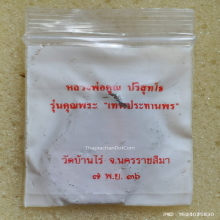 หลวงพ่อคูณ ปริสุทโธ
รุ่นคูณพระ "เทพประทานพร"
Thaprachan.com
วัดบ้านไร่ จ.นครราชสีมา
๗ พ.ย. ๓๖